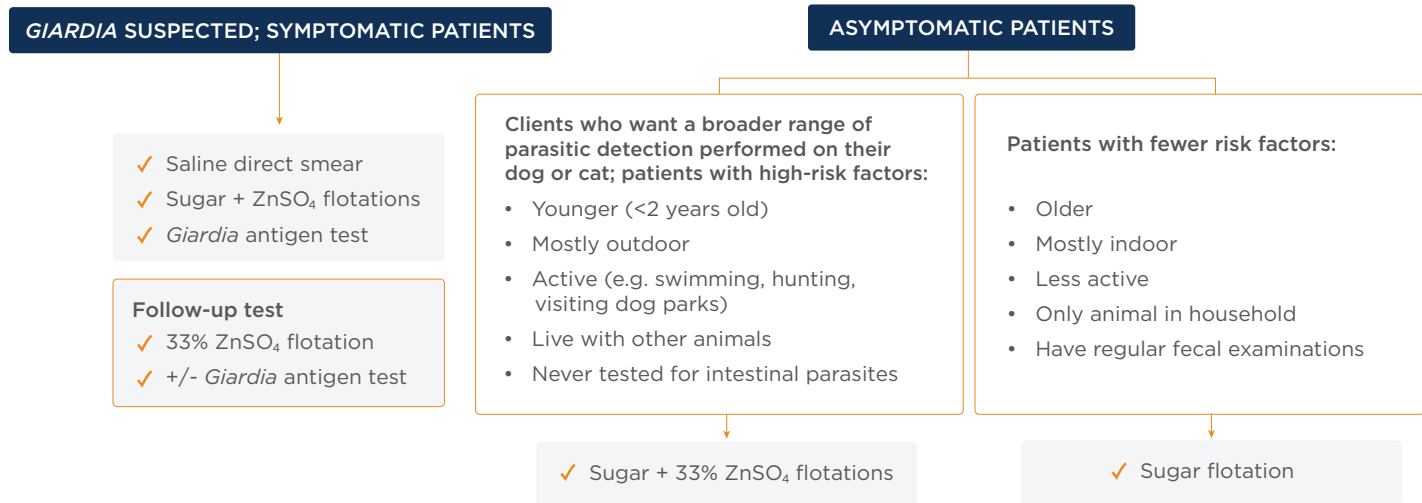 GIARDIA SUSPECTED; SYMPTOMATIC PATIENTS
✓ Saline direct smear
✓ Sugar + ZnSO₄ flotations
✓ Giardia antigen test
Follow-up test
✓ 33% ZnSO₄ flotation
✓ +/- Giardia antigen test
ASYMPTOMATIC PATIENTS
Clients who want a broader range of
parasitic detection performed on their
dog or cat; patients with high-risk factors:
• Younger (<2 years old)
• Mostly outdoor
• Active (e.g. swimming, hunting,
visiting dog parks)
• Live with other animals
• Never tested for intestinal parasites
✓ Sugar + 33% ZnSO₄ flotations
Patients with fewer risk factors:
• Older
• Mostly indoor
• Less active
• Only animal in household
• Have regular fecal examinations
✓ Sugar flotation